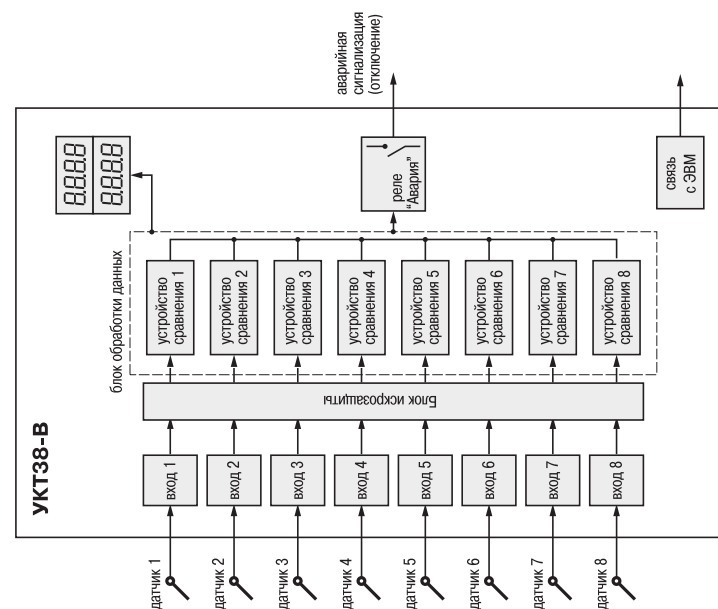 УКТ38-В
датчик 1
датчик 2
датчик 3
датчик 4
датчик 5
датчик 6
датчик 7
датчик 8
вход 1
вход 2
вход 3
вход 4
вход 5
вход 6
вход 7
вход 8
Блок искрозащиты
блок обработки данных
устройство
сравнения 1
устройство
сравнения 2
устройство
сравнения 3
устройство
сравнения 4
устройство
сравнения 5
устройство
сравнения 6
устройство
сравнения 7
устройство
сравнения 8
8.8.8.8
8.8.8.8
реле
"Авария"
аварийная
сигнализация
(отключение)
связь
с ЭВМ